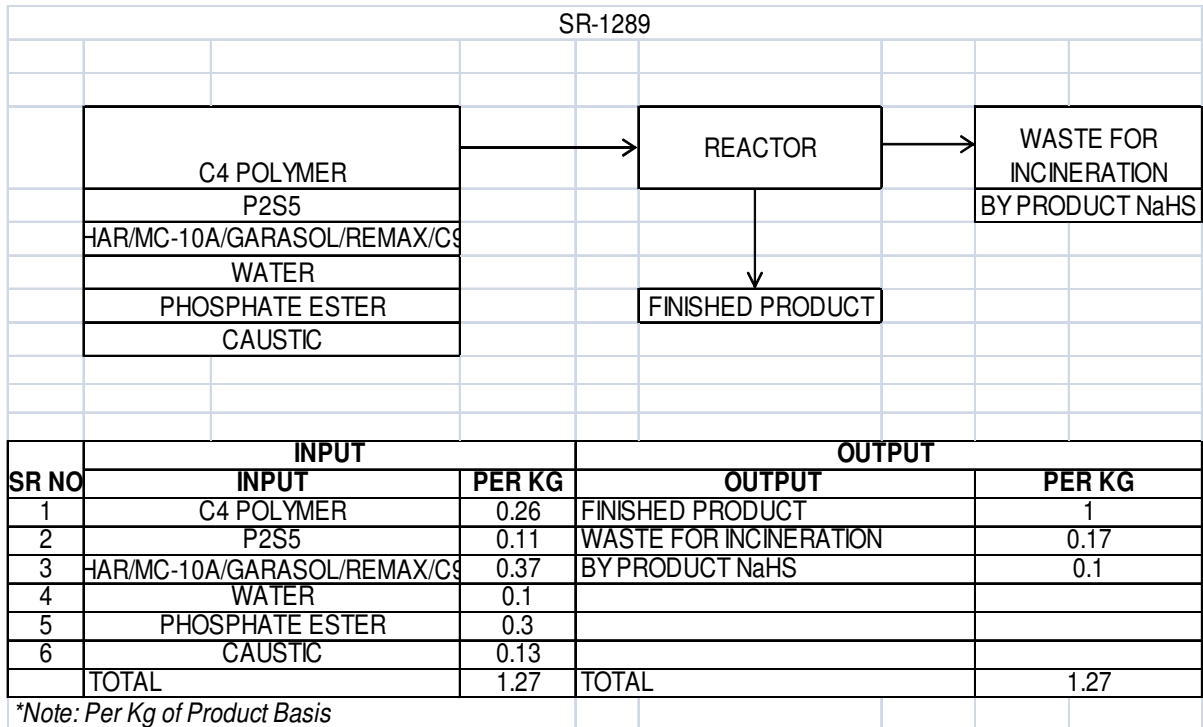 SR-1289
C4 POLYMER
P2S5
HAR/MC-10A/GARASOL/REMAX/C9
WATER
PHOSPHATE ESTER
CAUSTIC
REACTOR
FINISHED PRODUCT
WASTE FOR
INCINERATION
BY PRODUCT NaHS
INPUT OUTPUT
SR NO INPUT PER KG OUTPUT PER KG
1 C4 POLYMER 0.26 FINISHED PRODUCT 1
2 P2S5 0.11 WASTE FOR INCINERATION 0.17
3 HAR/MC-10A/GARASOL/REMAX/C9 0.37 BY PRODUCT NaHS 0.1
4 WATER 0.1
5 PHOSPHATE ESTER 0.3
6 CAUSTIC 0.13
TOTAL 1.27 TOTAL 1.27
*Note: Per Kg of Product Basis